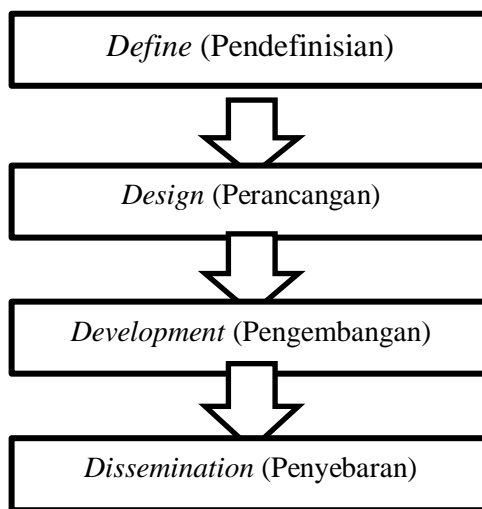 Define (Pendefinisian)
Design (Perancangan)
Development (Pengembangan)
Dissemination (Penyebaran)